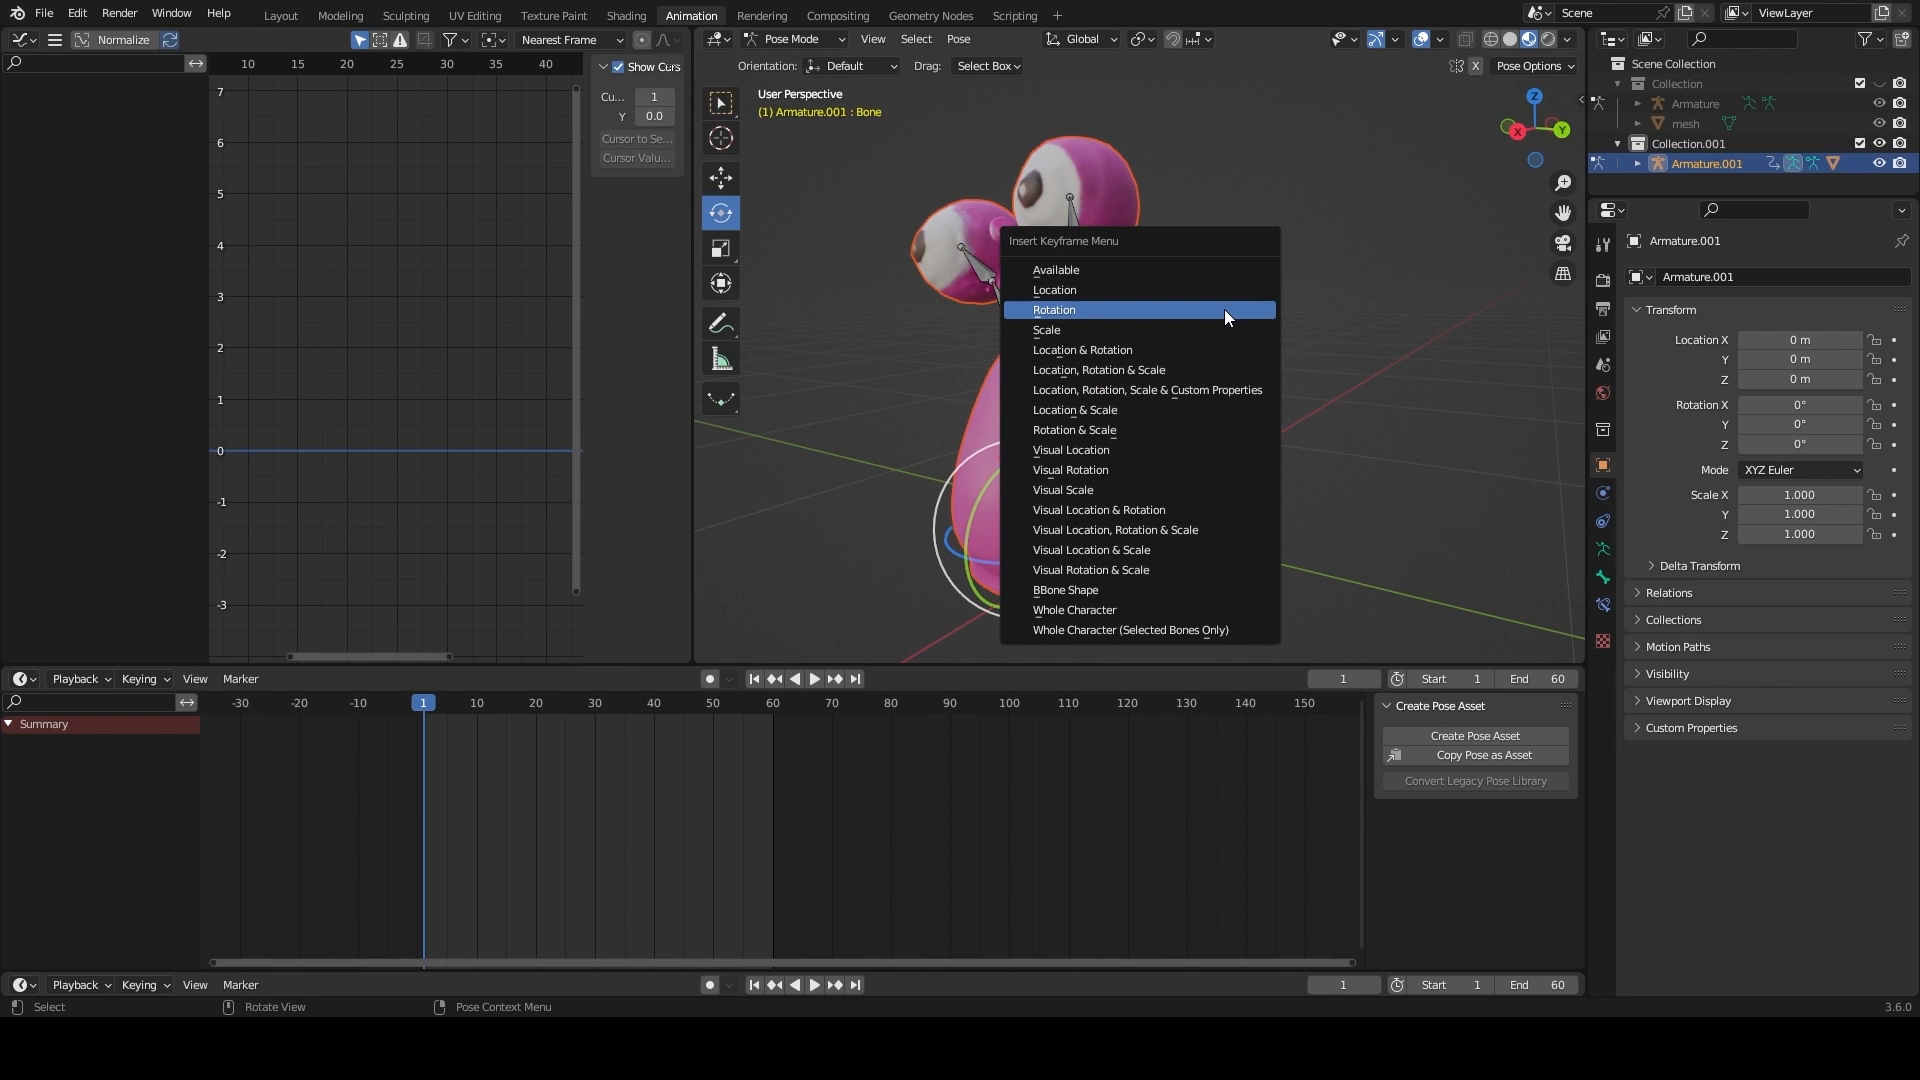 File Edit Render Window Help Layout Modeling Sculpting UV Editing Texture Paint Shading Animation Rendering Compositing Geometry Nodes Scripting + Scene ViewLayer
Normalize Nearest Frame Pose Mode View Select Pose Global
10 15 20 25 30 35 40 Show Curs Orientation: Default Drag: Select Box X Pose Options Scene Collection
User Perspective Collection
Cu... 1 (1) Armature.001 : Bone Armature
Y 0.0 mesh
Cursor to Se... Collection.001
Cursor Valu... Armature.001
Z
X
Y
7
6
5
4
3
2
1
0
-1
-2
-3
Insert Keyframe Menu
Available
Location
Rotation
Scale
Location & Rotation
Location, Rotation & Scale
Location, Rotation, Scale & Custom Properties
Location & Scale
Rotation & Scale
Visual Location
Visual Rotation
Visual Scale
Visual Location & Rotation
Visual Location, Rotation & Scale
Visual Location & Scale
Visual Rotation & Scale
BBone Shape
Whole Character
Whole Character (Selected Bones Only)
Armature.001
Armature.001
Transform
Location X 0 m
Y 0 m
Z 0 m
Rotation X 0°
Y 0°
Z 0°
Mode XYZ Euler
Scale X 1.000
Y 1.000
Z 1.000
Delta Transform
Relations
Collections
Motion Paths
Visibility
Viewport Display
Custom Properties
Playback Keying View Marker 1 Start 1 End 60
-30 -20 -10 1 10 20 30 40 50 60 70 80 90 100 110 120 130 140 150
Summary
Create Pose Asset
Create Pose Asset
Copy Pose as Asset
Convert Legacy Pose Library
Playback Keying View Marker 1 Start 1 End 60
Select Rotate View Pose Context Menu 3.6.0